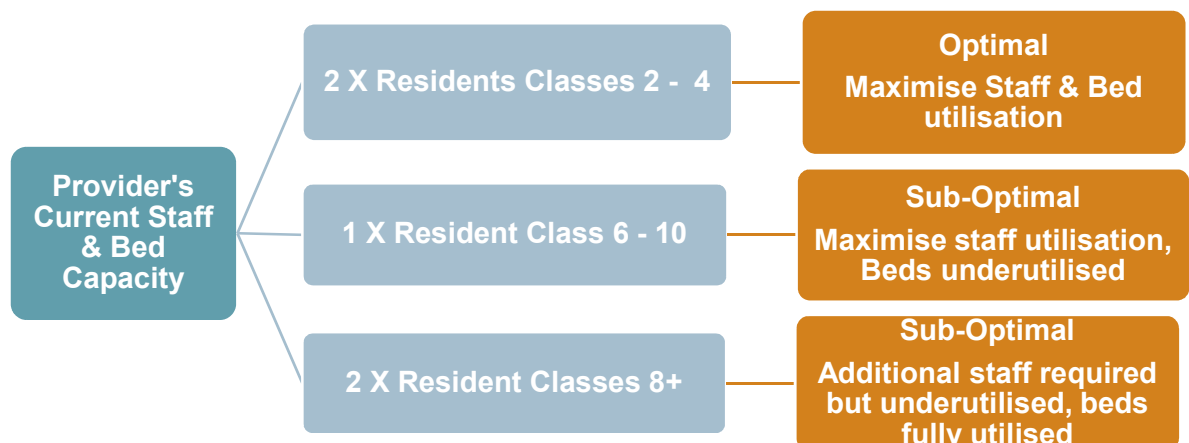 Provider's
Current Staff
& Bed
Capacity
2 X Residents Classes 2 - 4
Optimal
Maximise Staff & Bed
utilisation
1 X Resident Class 6 - 10
Sub-Optimal
Maximise staff utilisation,
Beds underutilised
2 X Resident Classes 8+
Sub-Optimal
Additional staff required
but underutilised, beds
fully utilised